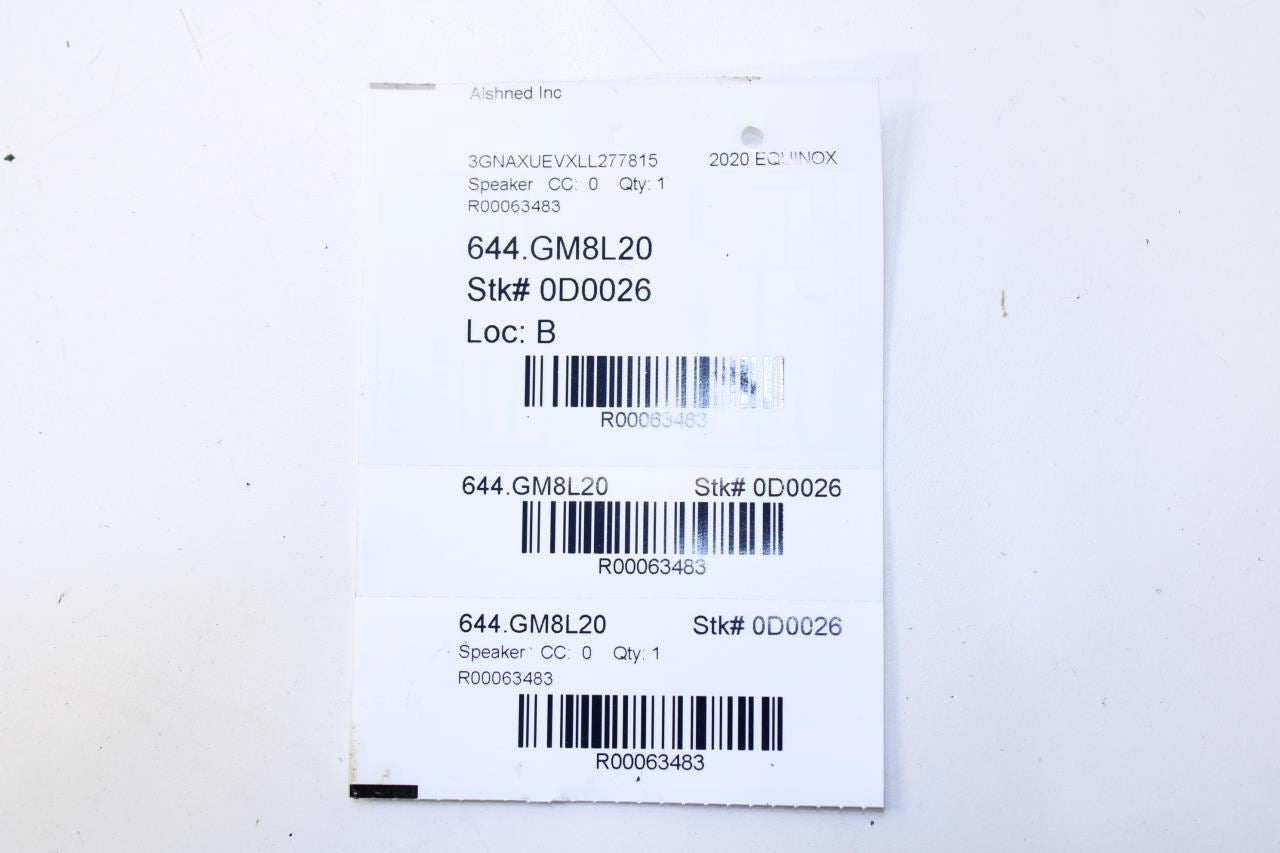 Alshned Inc
3GNAXUEVXLL277815 2020 EQUINOX
Speaker CC: 0 Qty: 1
R00063483
644.GM8L20
Stk# 0D0026
Loc: B
R00063483
644.GM8L20 Stk# 0D0026
R00063483
644.GM8L20 Stk# 0D0026
Speaker CC: 0 Qty: 1
R00063483
R00063483